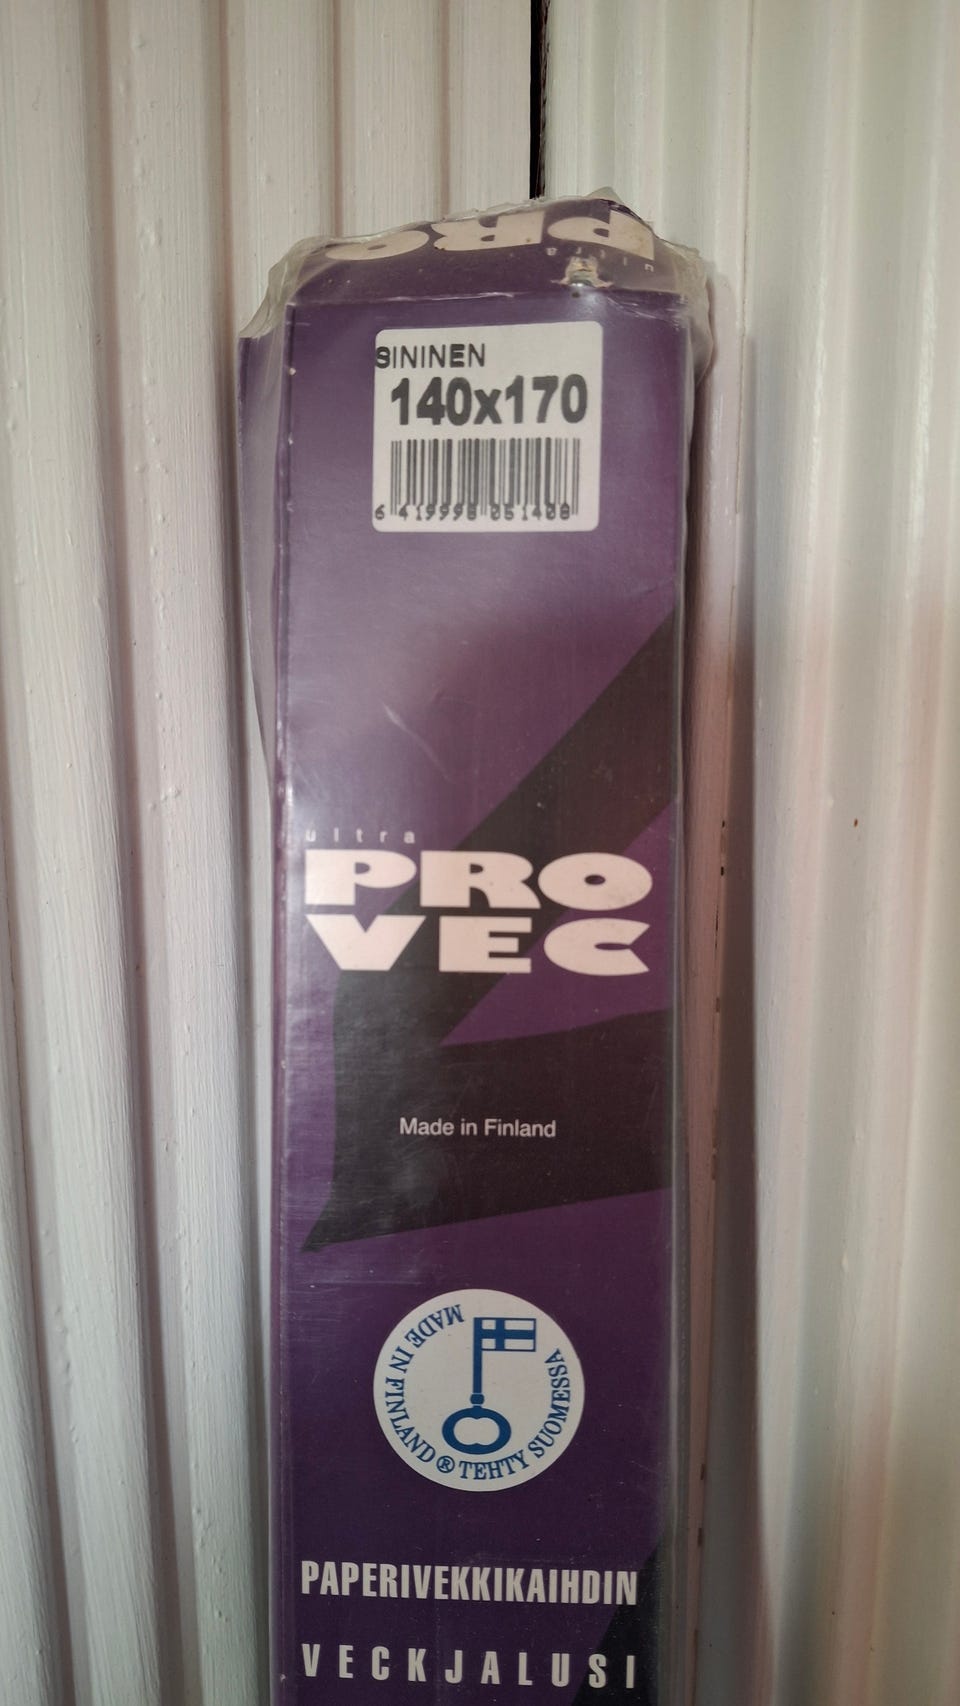 PRO
ultra
SININEN
140x170
6 419998 051408
ultra
PRO
VEC
Made in Finland
MADE IN FINLAND ® TEHTY SUOMESSA
PAPERIVEKKIKAIHDIN
VECKJALUSI